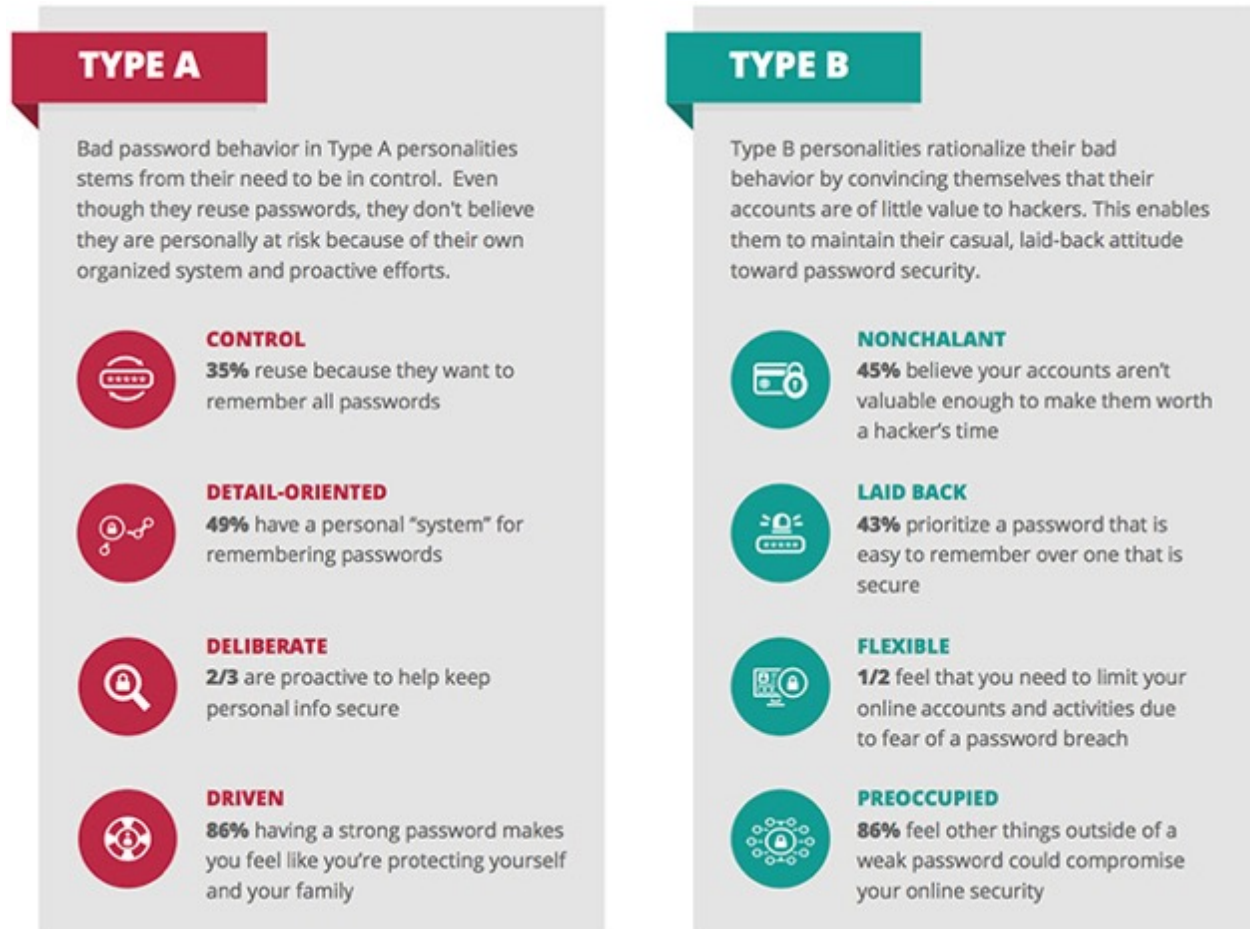 TYPE A
Bad password behavior in Type A personalities
stems from their need to be in control.  Even
though they reuse passwords, they don't believe
they are personally at risk because of their own
organized system and proactive efforts.
CONTROL
35% reuse because they want to
remember all passwords
DETAIL-ORIENTED
49% have a personal “system” for
remembering passwords
DELIBERATE
2/3 are proactive to help keep
personal info secure
DRIVEN
86% having a strong password makes
you feel like you’re protecting yourself
and your family
TYPE B
Type B personalities rationalize their bad
behavior by convincing themselves that their
accounts are of little value to hackers. This enables
them to maintain their casual, laid-back attitude
toward password security.
NONCHALANT
45% believe your accounts aren’t
valuable enough to make them worth
a hacker’s time
LAID BACK
43% prioritize a password that is
easy to remember over one that is
secure
FLEXIBLE
1/2 feel that you need to limit your
online accounts and activities due
to fear of a password breach
PREOCCUPIED
86% feel other things outside of a
weak password could compromise
your online security